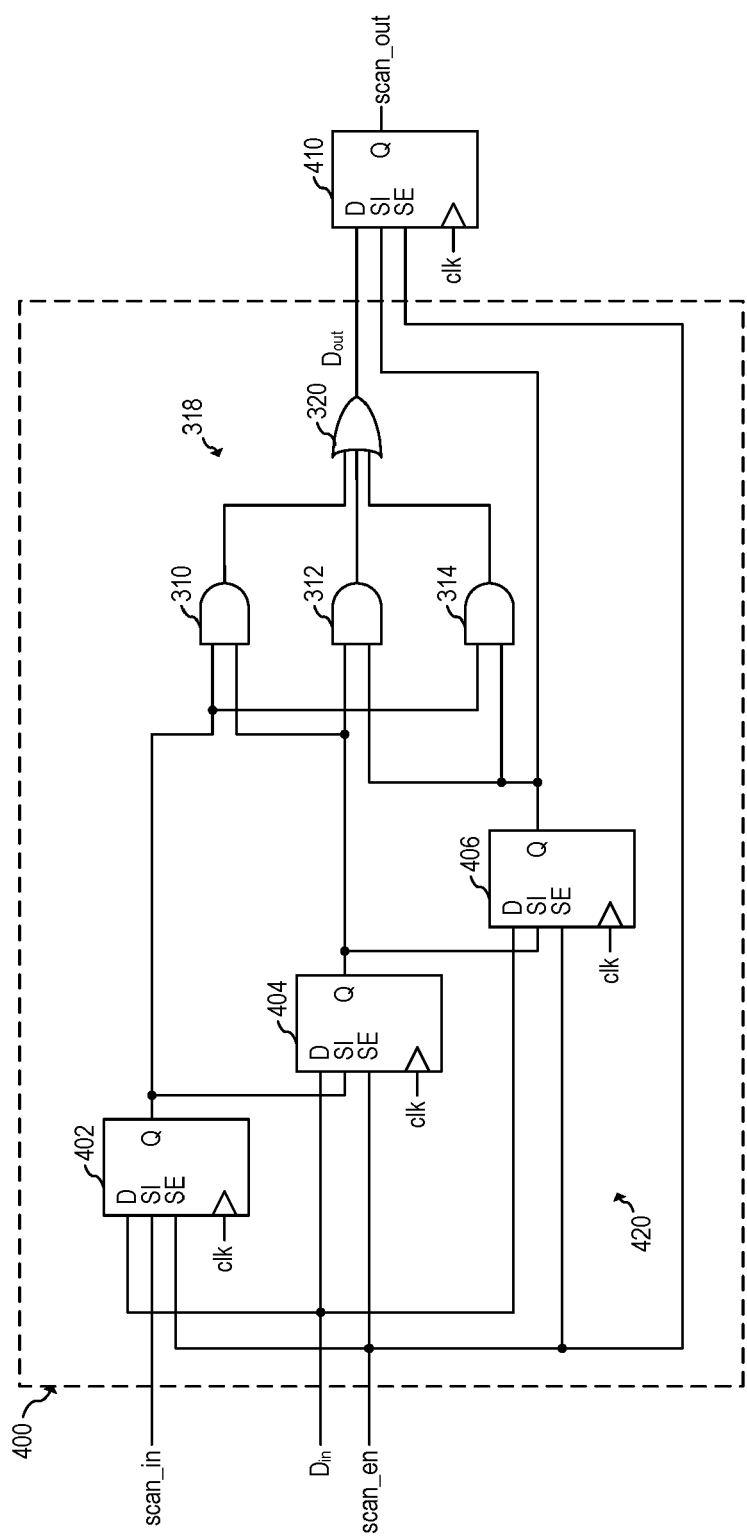 400
scan_in
Din
scan_en
402
D
SI
SE
Q
clk
404
D
SI
SE
Q
clk
406
D
SI
SE
Q
clk
420
310
312
314
318
320
Dout
410
D
SI
SE
Q
clk
scan_out